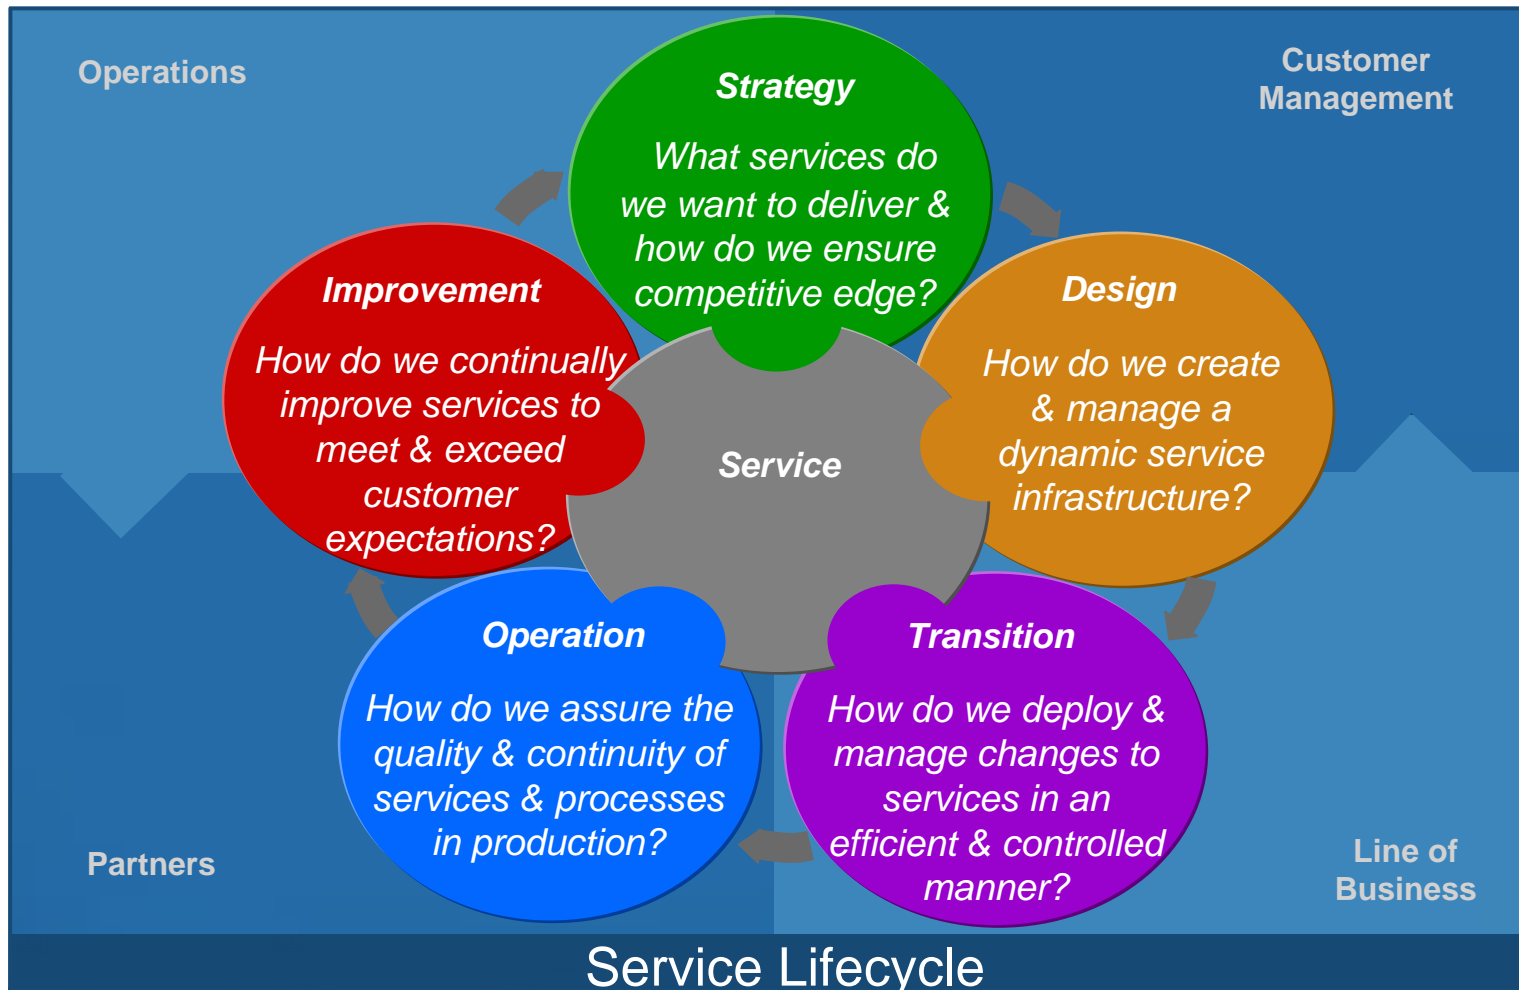 Operations
Customer
Management
Strategy
What services do
we want to deliver &
how do we ensure
competitive edge?
Improvement
How do we continually
improve services to
meet & exceed
customer
expectations?
Design
How do we create
& manage a
dynamic service
infrastructure?
Service
Operation
How do we assure the
quality & continuity of
services & processes
in production?
Transition
How do we deploy &
manage changes to
services in an
efficient & controlled
manner?
Partners
Line of
Business
Service Lifecycle